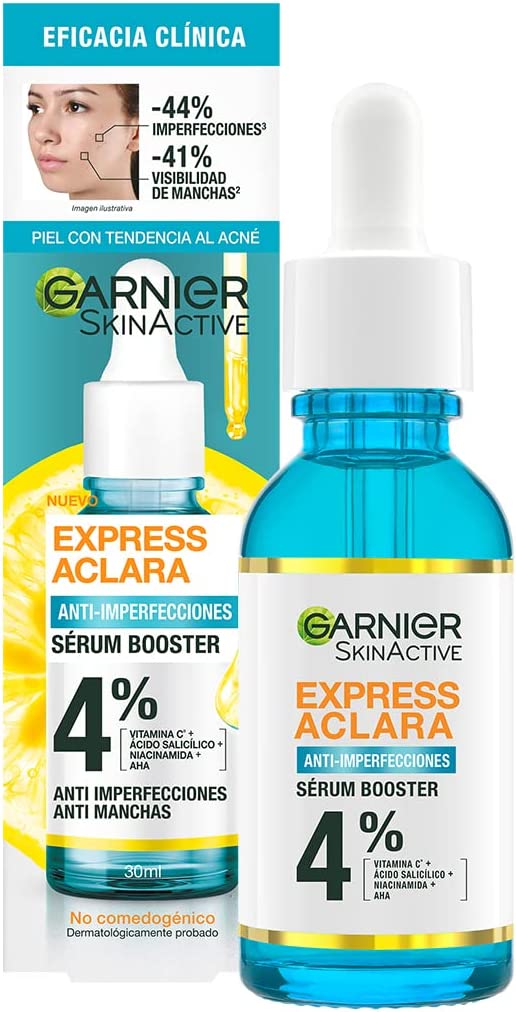 EFICACIA CLÍNICA
-44%
IMPERFECCIONES³
-41%
VISIBILIDAD
DE MANCHAS²
Imagen ilustrativa
PIEL CON TENDENCIA AL ACNÉ
GARNIER
SKINACTIVE
NUEVO
EXPRESS
ACLARA
ANTI-IMPERFECCIONES
SÉRUM BOOSTER
4%
VITAMINA C* +
ÁCIDO SALICÍLICO +
NIACINAMIDA +
AHA
ANTI IMPERFECCIONES
ANTI MANCHAS
30ml
No comedogénico
Dermatológicamente probado
GARNIER
SKINACTIVE
EXPRESS
ACLARA
ANTI-IMPERFECCIONES
SÉRUM BOOSTER
4%
VITAMINA C* +
ÁCIDO SALICÍLICO +
NIACINAMIDA +
AHA